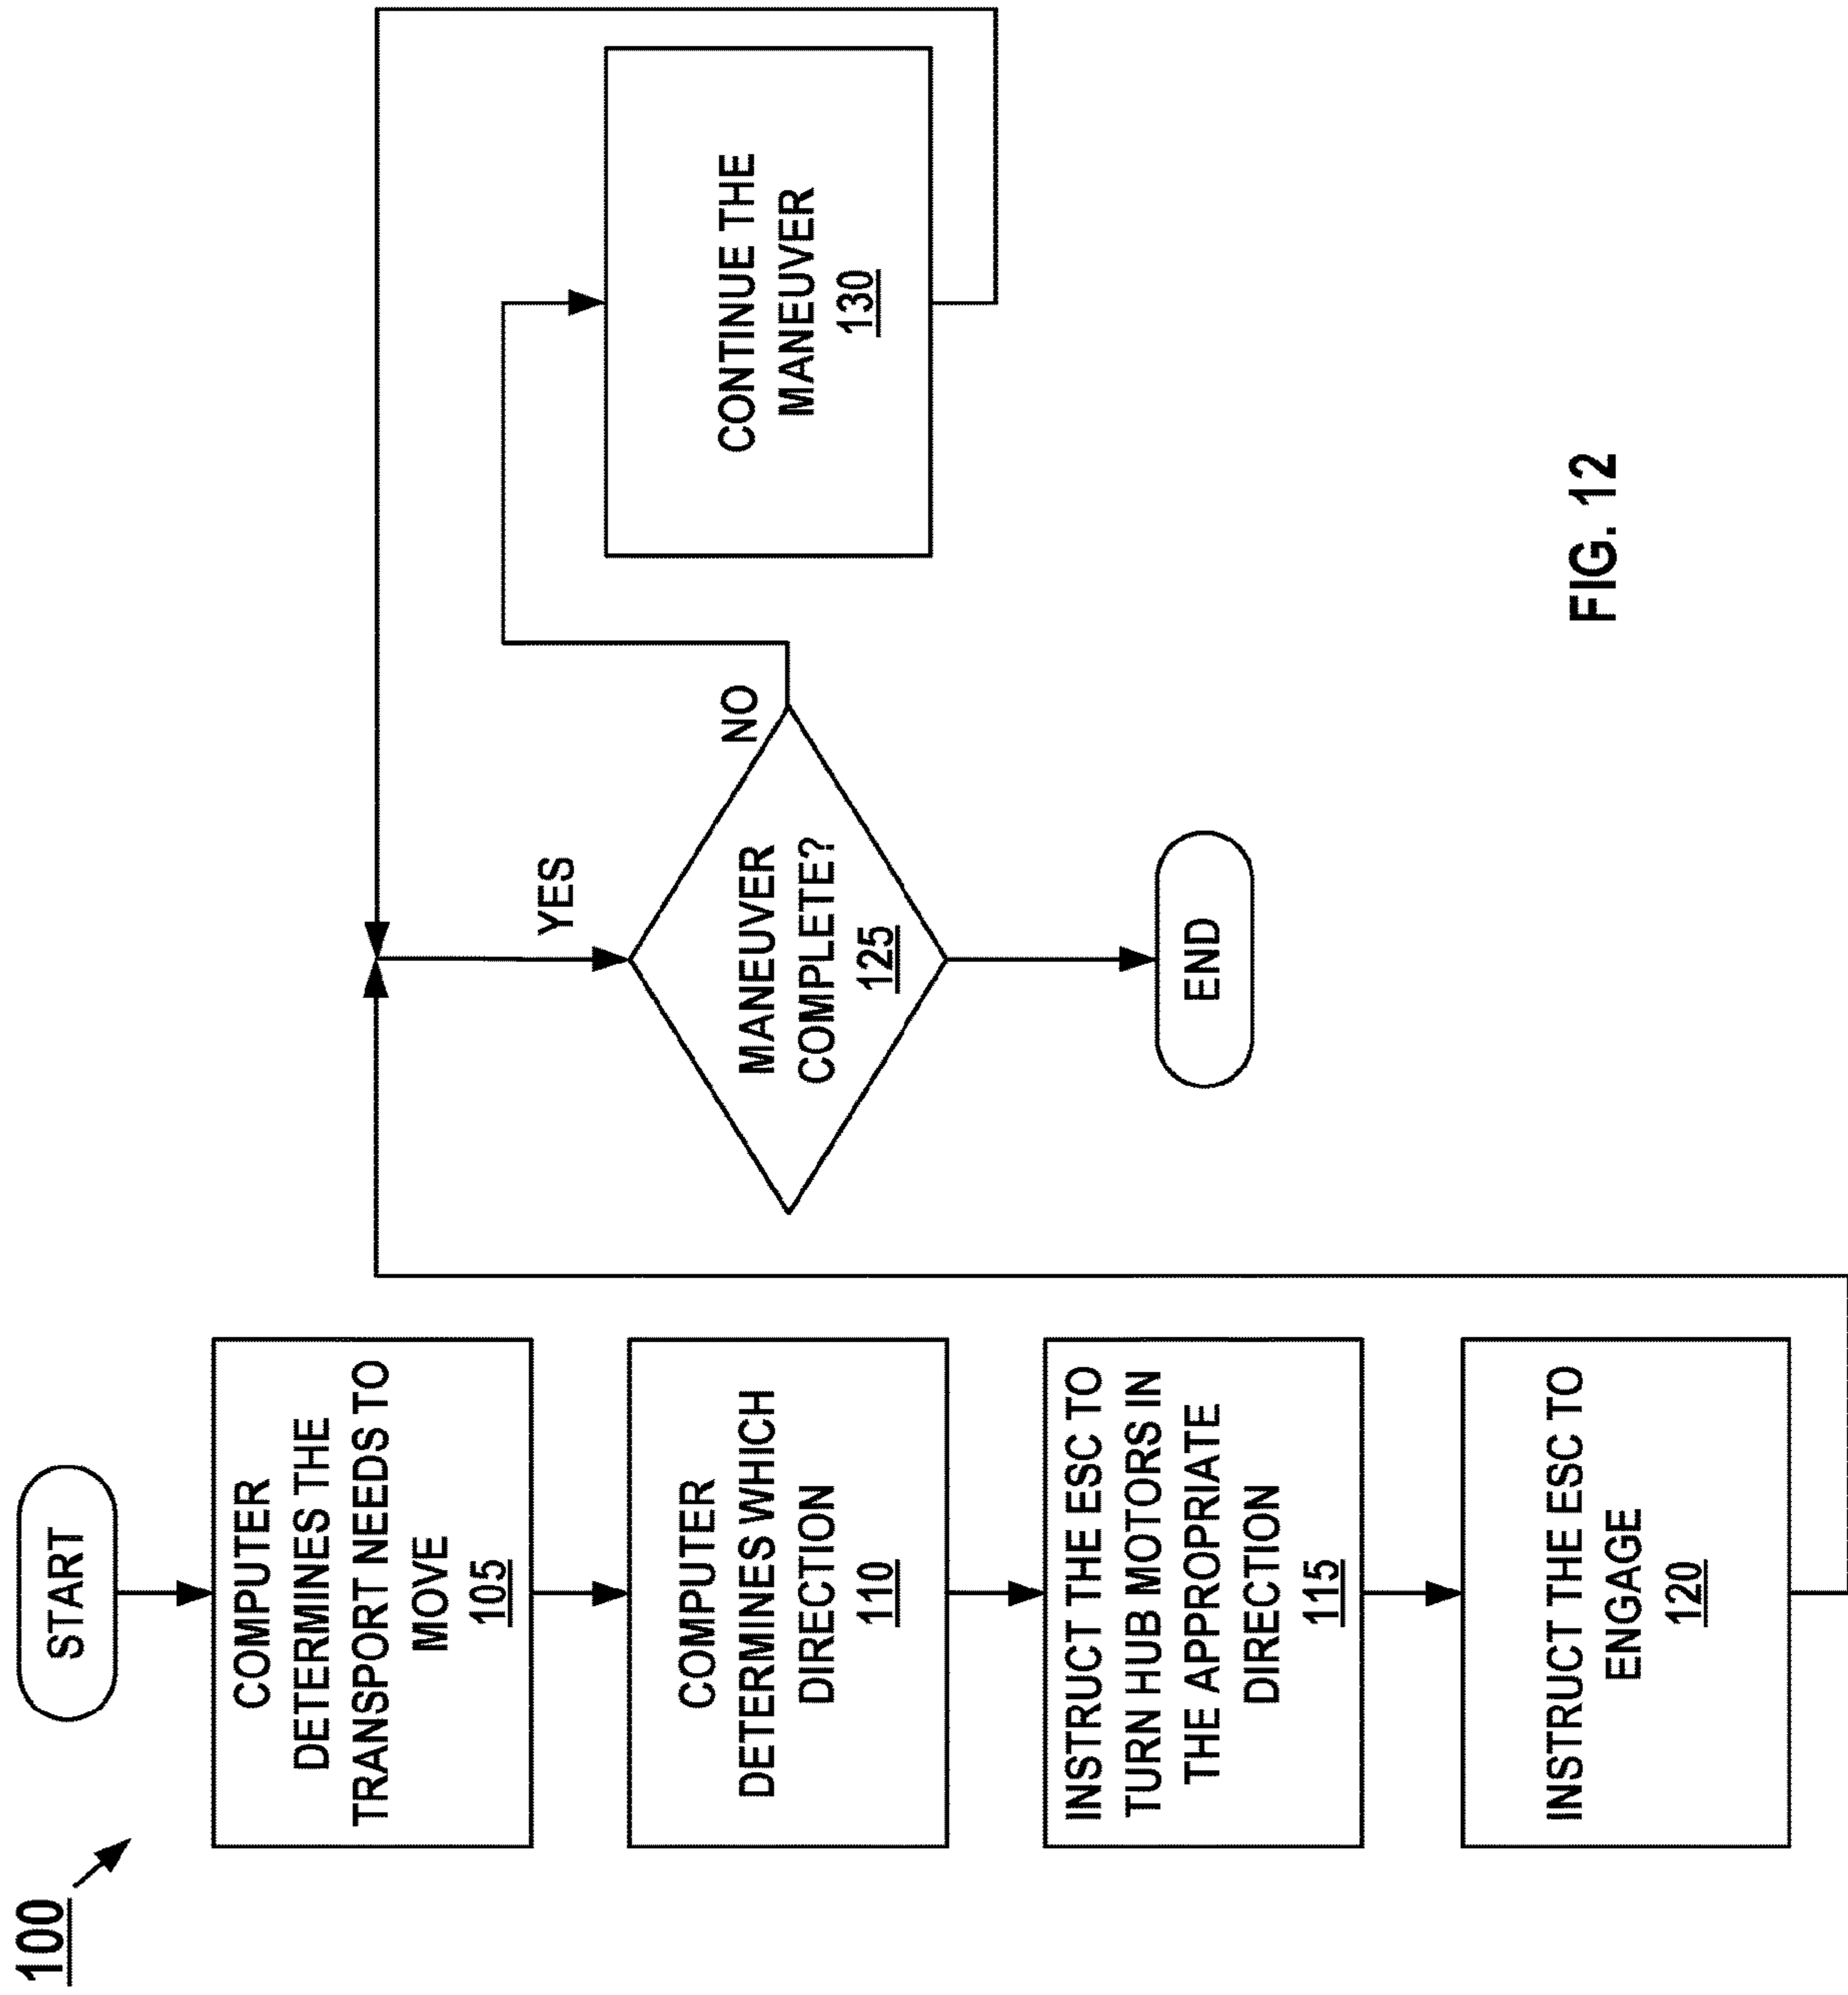 100
START
COMPUTER
DETERMINES THE
TRANSPORT NEEDS TO
MOVE
105
COMPUTER
DETERMINES WHICH
DIRECTION
110
INSTRUCT THE ESC TO
TURN HUB MOTORS IN
THE APPROPRIATE
DIRECTION
115
INSTRUCT THE ESC TO
ENGAGE
120
YES
MANEUVER
COMPLETE?
125
NO
END
CONTINUE THE
MANEUVER
130
FIG. 12